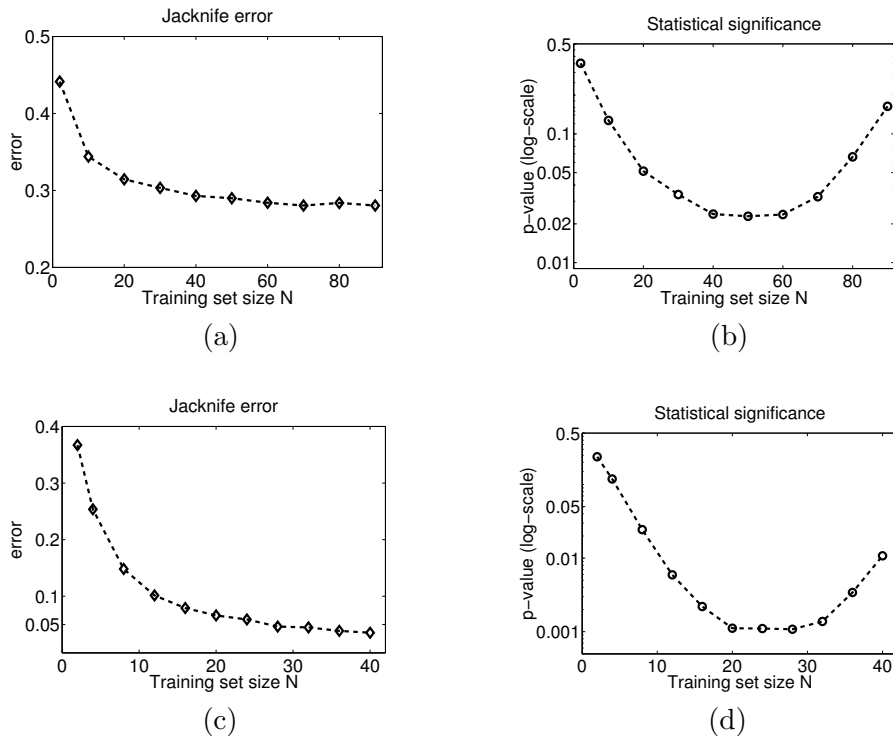 Jacknife error
0.5
0.4
0.3
0.2
error
0 20 40 60 80
Training set size N
(a)
Statistical significance
0.5
0.1
0.05
0.02
0.01
p−value (log−scale)
0 20 40 60 80
Training set size N
(b)
Jacknife error
0.4
0.3
0.2
0.1
0.05
error
0 10 20 30 40
Training set size N
(c)
Statistical significance
0.5
0.05
0.01
0.001
p−value (log−scale)
0 10 20 30 40
Training set size N
(d)